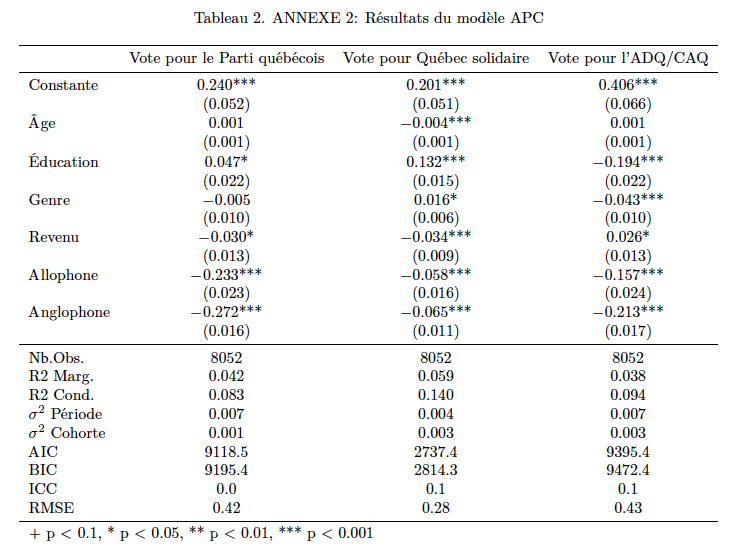 Tableau 2. ANNEXE 2: Résultats du modèle APC
Vote pour le Parti québécois Vote pour Québec solidaire Vote pour l'ADQ/CAQ
Constante 0.240*** 0.201*** 0.406***
(0.052) (0.051) (0.066)
Âge 0.001 −0.004*** 0.001
(0.001) (0.001) (0.001)
Éducation 0.047* 0.132*** −0.194***
(0.022) (0.015) (0.022)
Genre −0.005 0.016* −0.043***
(0.010) (0.006) (0.010)
Revenu −0.030* −0.034*** 0.026*
(0.013) (0.009) (0.013)
Allophone −0.233*** −0.058*** −0.157***
(0.023) (0.016) (0.024)
Anglophone −0.272*** −0.065*** −0.213***
(0.016) (0.011) (0.017)
Nb.Obs. 8052 8052 8052
R2 Marg. 0.042 0.059 0.038
R2 Cond. 0.083 0.140 0.094
σ² Période 0.007 0.004 0.007
σ² Cohorte 0.001 0.003 0.003
AIC 9118.5 2737.4 9395.4
BIC 9195.4 2814.3 9472.4
ICC 0.0 0.1 0.1
RMSE 0.42 0.28 0.43
+ p < 0.1, * p < 0.05, ** p < 0.01, *** p < 0.001